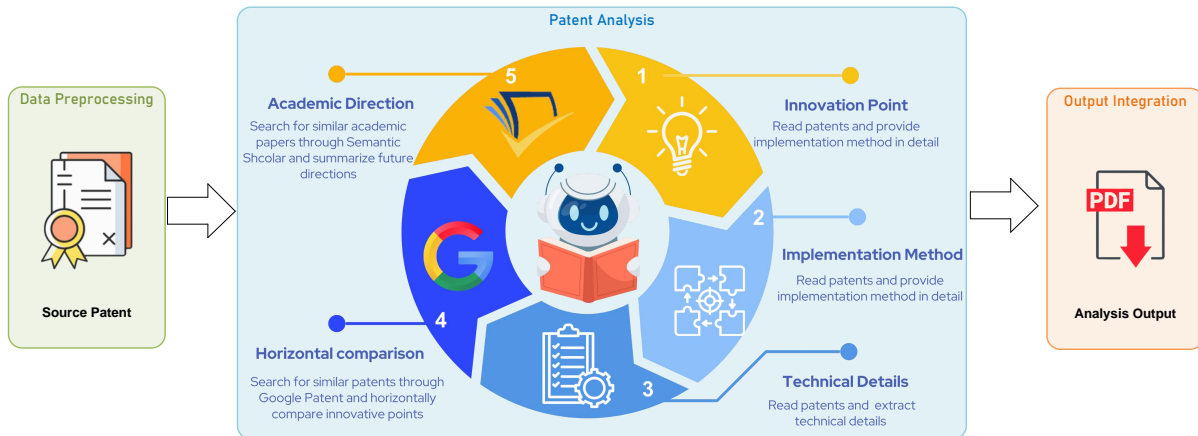 Data Preprocessing
Source Patent
Patent Analysis
5
Academic Direction
Search for similar academic
papers through Semantic
Shcolar and summarize future
directions
1
Innovation Point
Read patents and provide
implementation method in detail
2
Implementation Method
Read patents and provide
implementation method in detail
3
Technical Details
Read patents and extract
technical details
4
Horizontal comparison
Search for similar patents through
Google Patent and horizontally
compare innovative points
G
Output Integration
PDF
Analysis Output